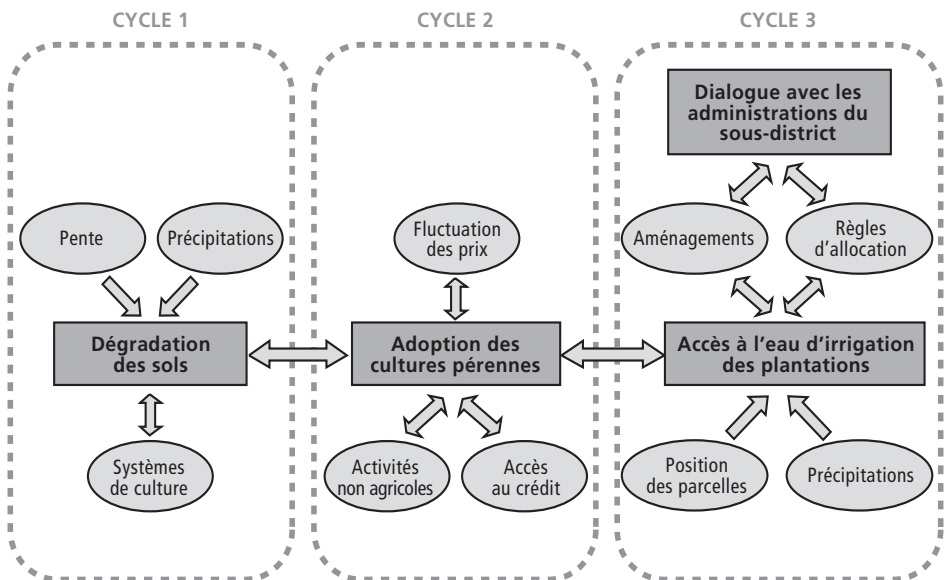 CYCLE 1
CYCLE 2
CYCLE 3
Dialogue avec les
administrations du
sous-district
Pente
Précipitations
Fluctuation
des prix
Aménagements
Règles
d'allocation
Dégradation
des sols
Adoption des
cultures pérennes
Accès à l'eau d'irrigation
des plantations
Systèmes
de culture
Activités
non agricoles
Accès
au crédit
Position
des parcelles
Précipitations